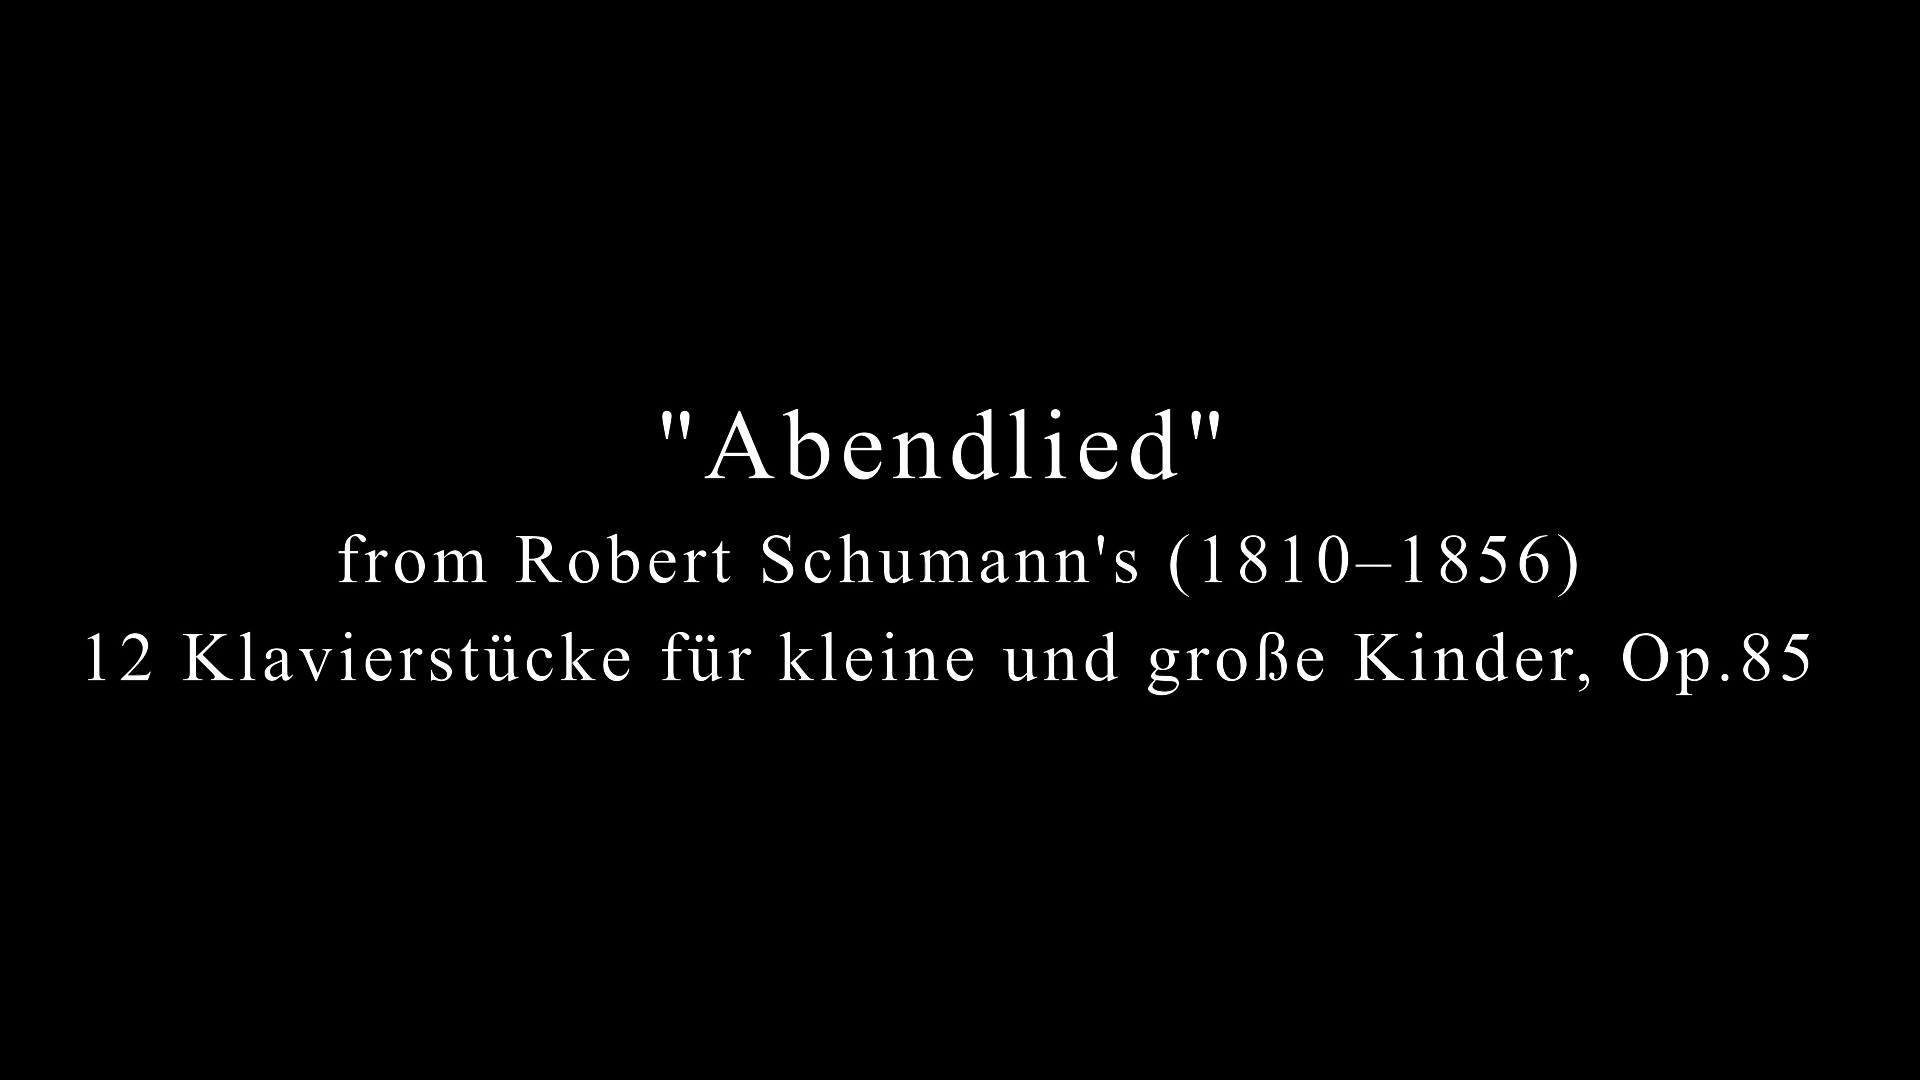 "Abendlied"
from Robert Schumann's (1810–1856)
12 Klavierstücke für kleine und große Kinder, Op.85